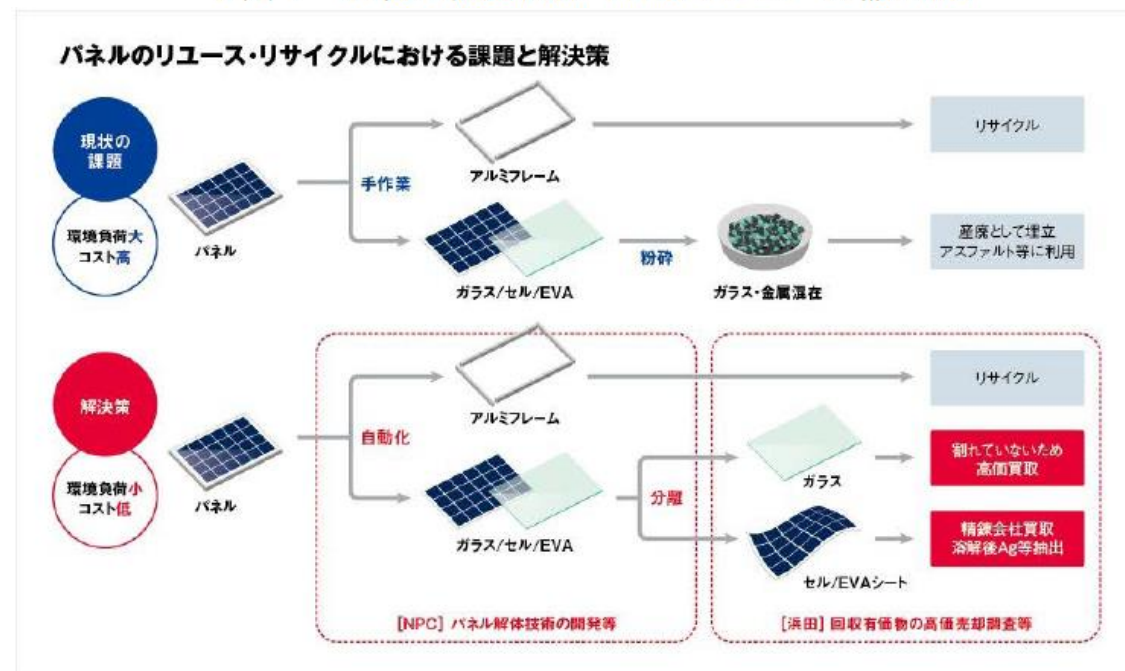 パネルのリユース・リサイクルにおける課題と解決策
現状の
課題
環境負荷大
コスト高
パネル
手作業
アルミフレーム
リサイクル
ガラス/セル/EVA
粉砕
ガラス・金属混在
産廃として埋立
アスファルト等に利用
解決策
環境負荷小
コスト低
パネル
自動化
アルミフレーム
リサイクル
ガラス/セル/EVA
分離
ガラス
割れていないため
高価買取
セル/EVAシート
精錬会社買取
溶解後Ag等抽出
[NPC] パネル解体技術の開発等
[浜田] 回収有価物の高価売却調査等